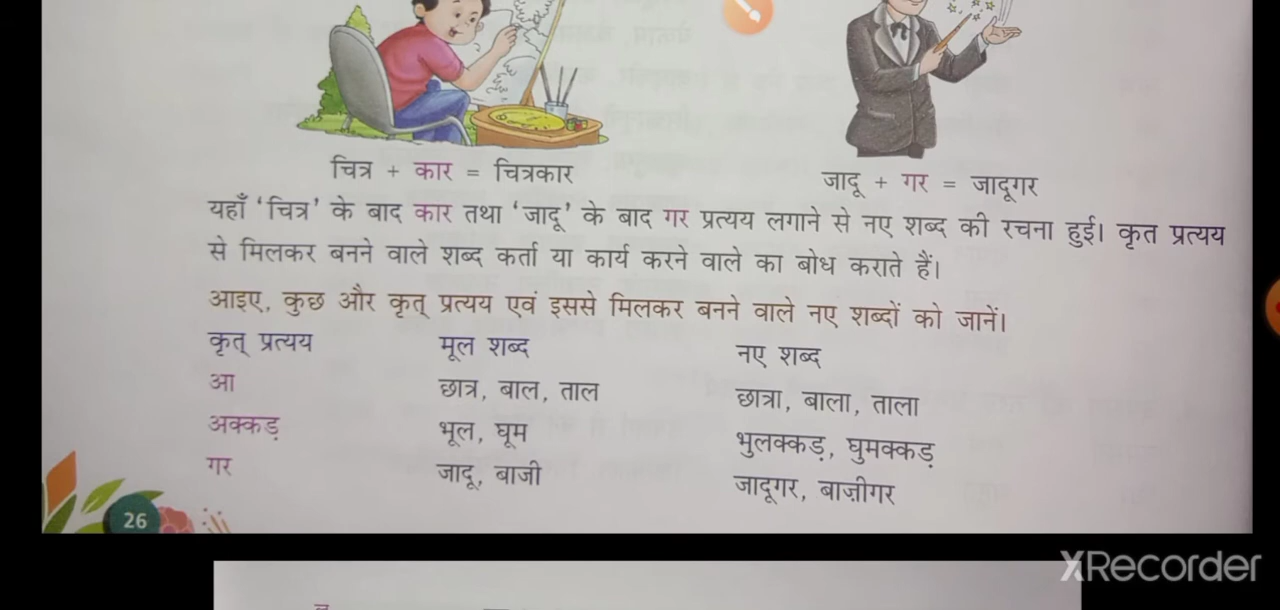 चित्र + कार = चित्रकार
जादू + गर = जादूगर
यहाँ 'चित्र' के बाद कार तथा 'जादू' के बाद गर प्रत्यय लगाने से नए शब्द की रचना हुई। कृत प्रत्यय
से मिलकर बनने वाले शब्द कर्ता या कार्य करने वाले का बोध कराते हैं।
आइए, कुछ और कृत् प्रत्यय एवं इससे मिलकर बनने वाले नए शब्दों को जानें।
कृत् प्रत्यय मूल शब्द नए शब्द
आ छात्र, बाल, ताल छात्रा, बाला, ताला
अक्कड़ भूल, घूम भुलक्कड़, घुमक्कड़
गर जादू, बाजी जादूगर, बाज़ीगर
26
XRecorder